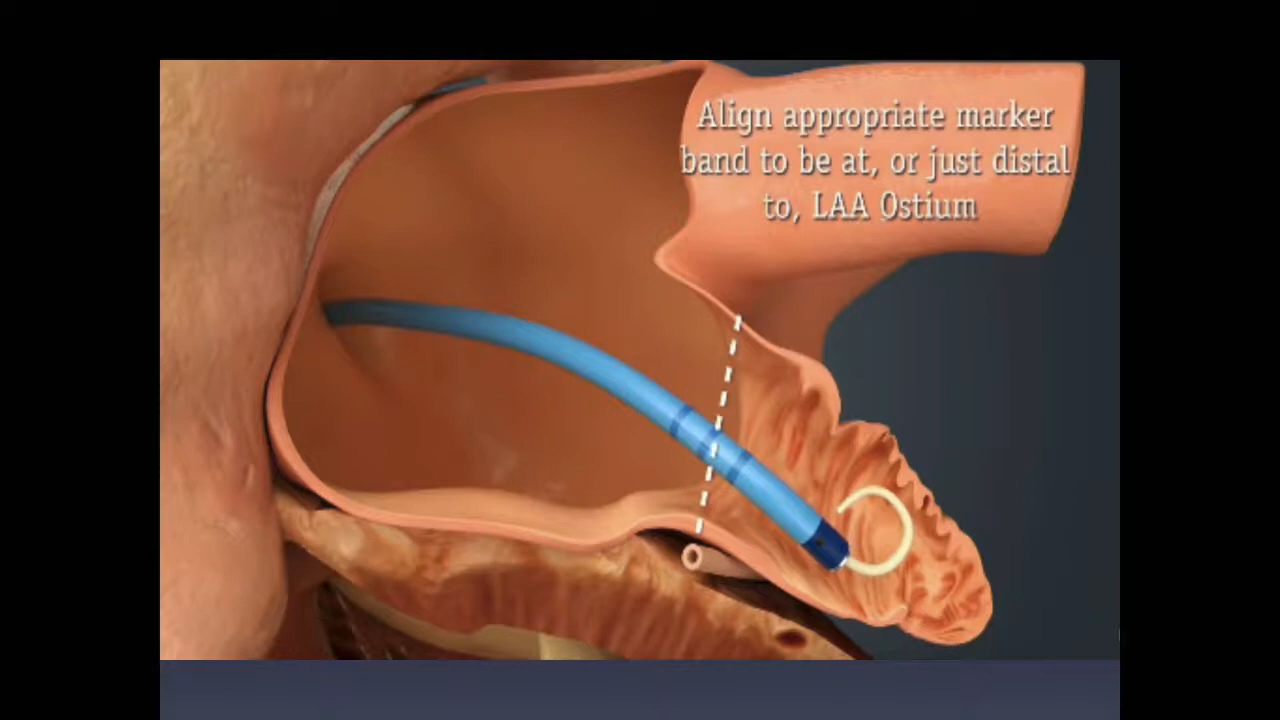 Align appropriate marker
band to be at, or just distal
to, LAA Ostium